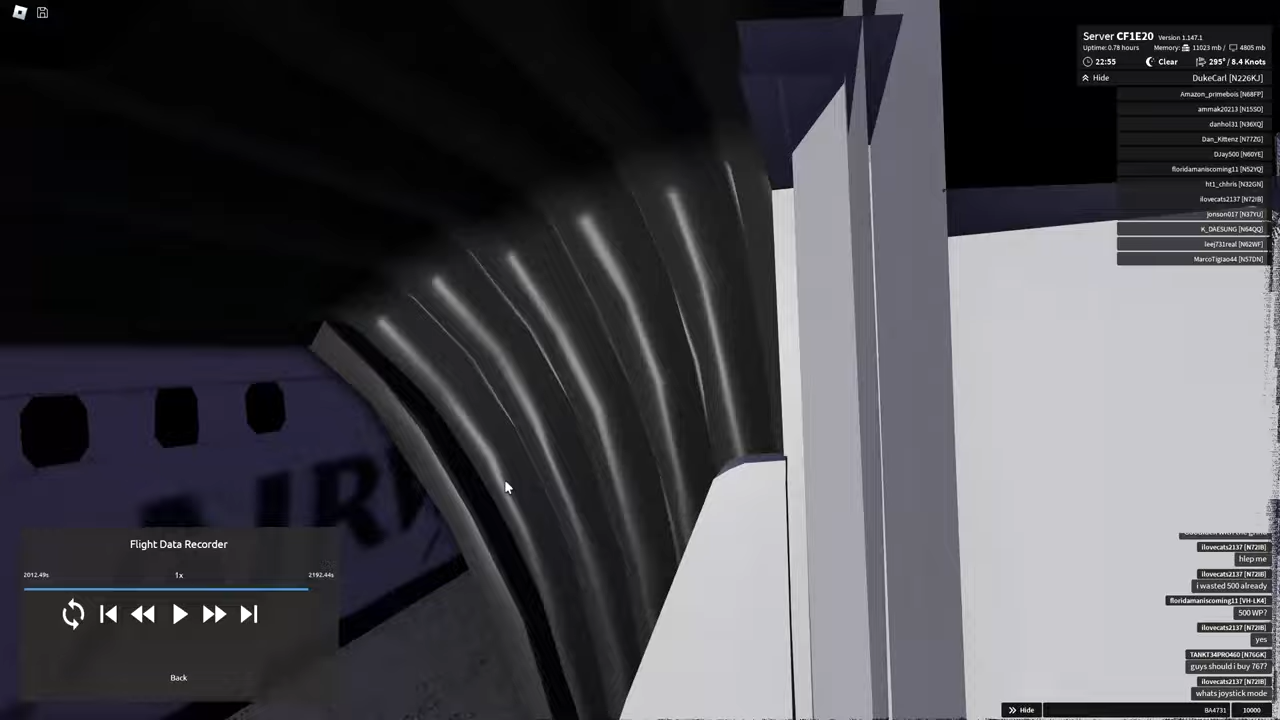 Server CF1E20 Version 1.147.1
Uptime: 0.78 hours Memory: 11023 mb / 4805 mb
22:55 Clear 295° / 8.4 Knots
Hide DukeCarl [N226KJ]
Amazon_primebois [N68FP]
ammak20213 [N15SO]
danhol31 [N36XQ]
Dan_Kittenz [N77ZG]
DJay500 [N60YE]
floridamaniscoming11 [N52YQ]
ht1_chhris [N32GN]
ilovecats2137 [N72IB]
jonson017 [N37YU]
K_DAESUNG [N64QQ]
leej731real [N62WF]
MarcoTigrao44 [N57DN]
AIR
Flight Data Recorder
2012.49s 1x 2192.44s
Back
ilovecats2137 [N72IB]
hlep me
ilovecats2137 [N72IB]
i wasted 500 already
floridamaniscoming11 [VH-LK4]
500 WP?
ilovecats2137 [N72IB]
yes
TANKT34PRO460 [N76GK]
guys should i buy 767?
ilovecats2137 [N72IB]
whats joystick mode
Hide BA4731 10000